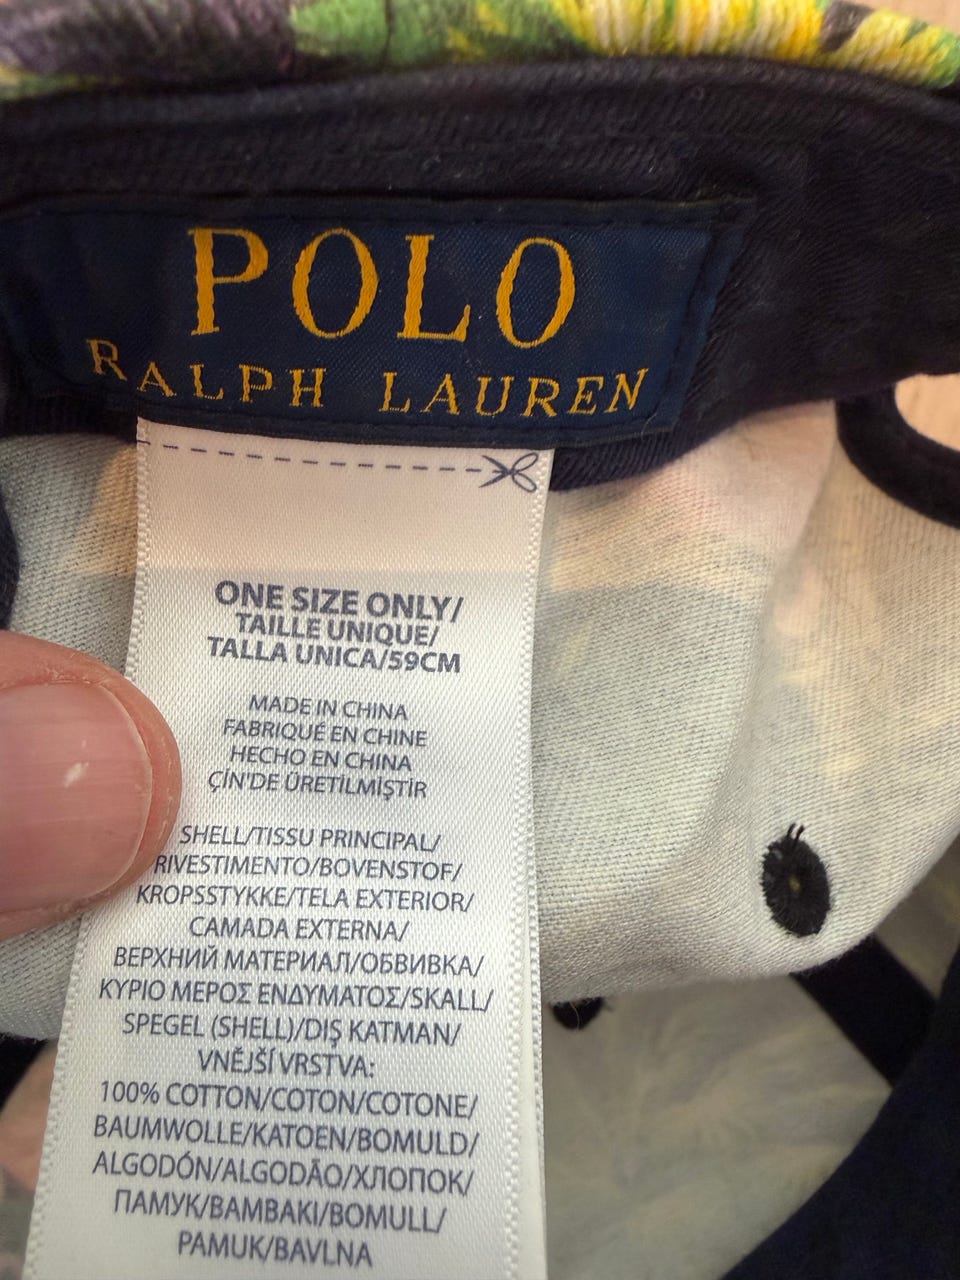 POLO
RALPH LAUREN
ONE SIZE ONLY/
TAILLE UNIQUE/
TALLA UNICA/59CM
MADE IN CHINA
FABRIQUÉ EN CHINE
HECHO EN CHINA
ÇİN'DE ÜRETİLMİŞTİR
SHELL/TISSU PRINCIPAL/
RIVESTIMENTO/BOVENSTOF/
KROPSSTYKKE/TELA EXTERIOR/
CAMADA EXTERNA/
ВЕРХНИЙ МАТЕРИАЛ/ОБВИВКА/
ΚΥΡΙΟ ΜΕΡΟΣ ΕΝΔΥΜΑΤΟΣ/SKALL/
SPEGEL (SHELL)/DIŞ KATMAN/
VNĚJŠÍ VRSTVA:
100% COTTON/COTON/COTONE/
BAUMWOLLE/KATOEN/BOMULD/
ALGODÓN/ALGODÃO/ХЛОПОК/
ПАМУК/ΒΑΜΒΑΚΙ/BOMULL/
PAMUK/BAVLNA